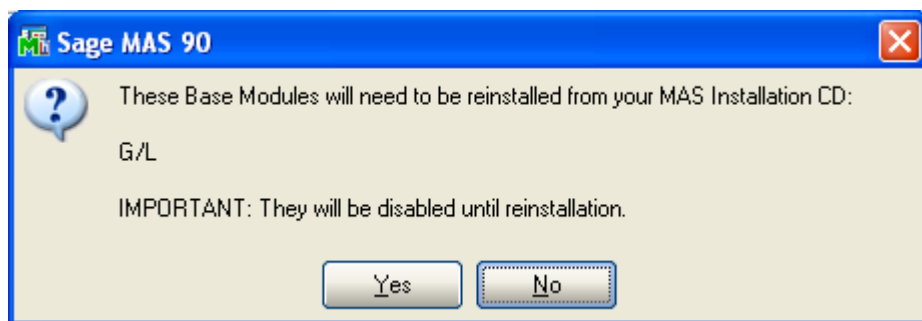 Sage MAS 90
These Base Modules will need to be reinstalled from your MAS Installation CD:
G/L
IMPORTANT: They will be disabled until reinstallation.
Yes
No